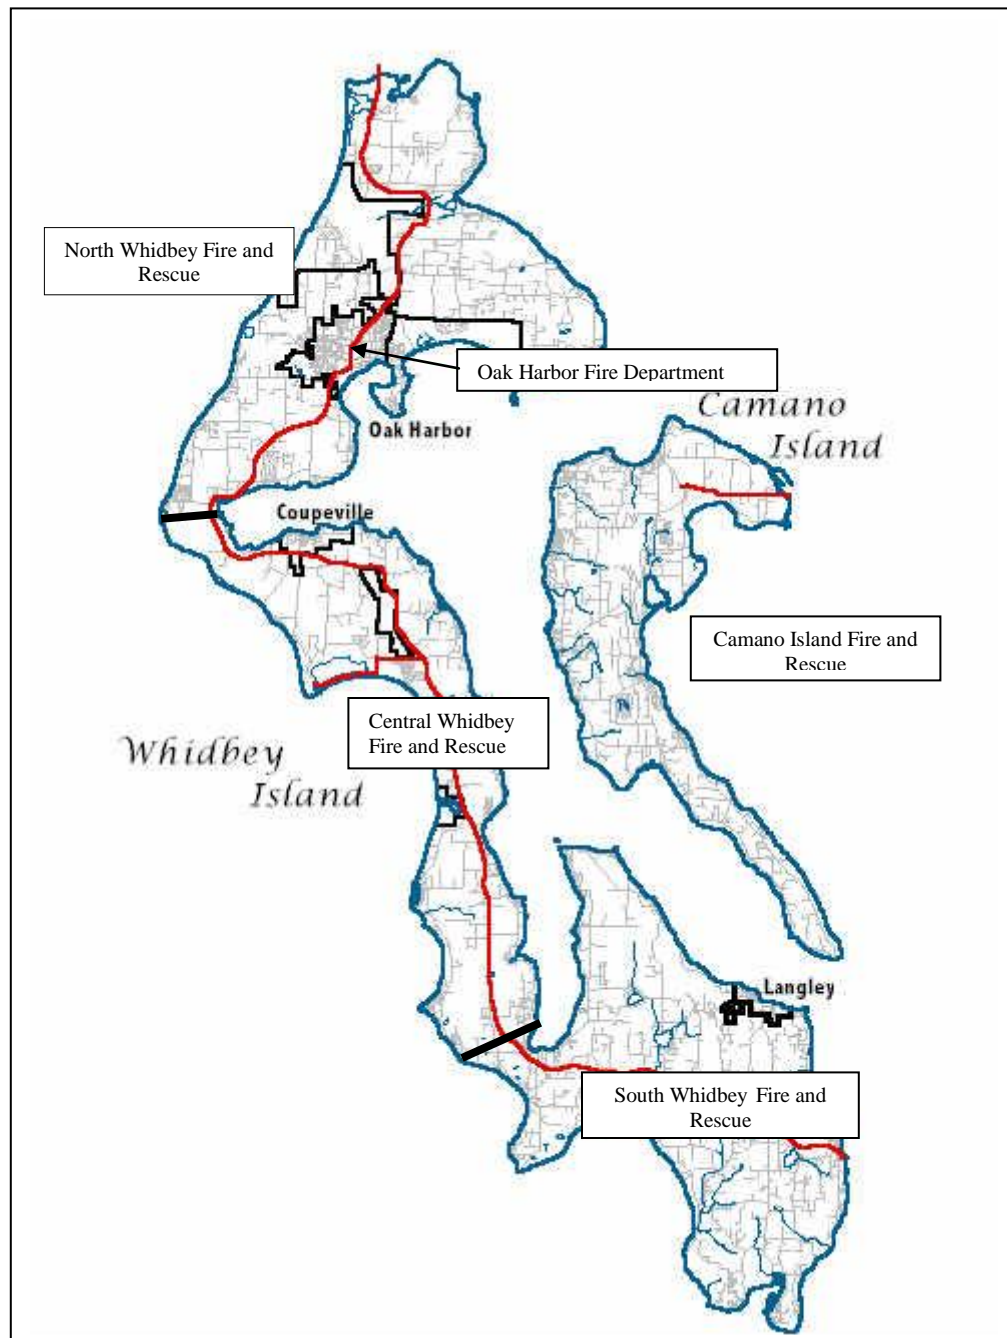 North Whidbey Fire and
Rescue
Oak Harbor Fire Department
Camano
Island
Oak Harbor
Coupeville
Camano Island Fire and
Rescue
Central Whidbey
Fire and Rescue
Whidbey
Island
Langley
South Whidbey Fire and
Rescue